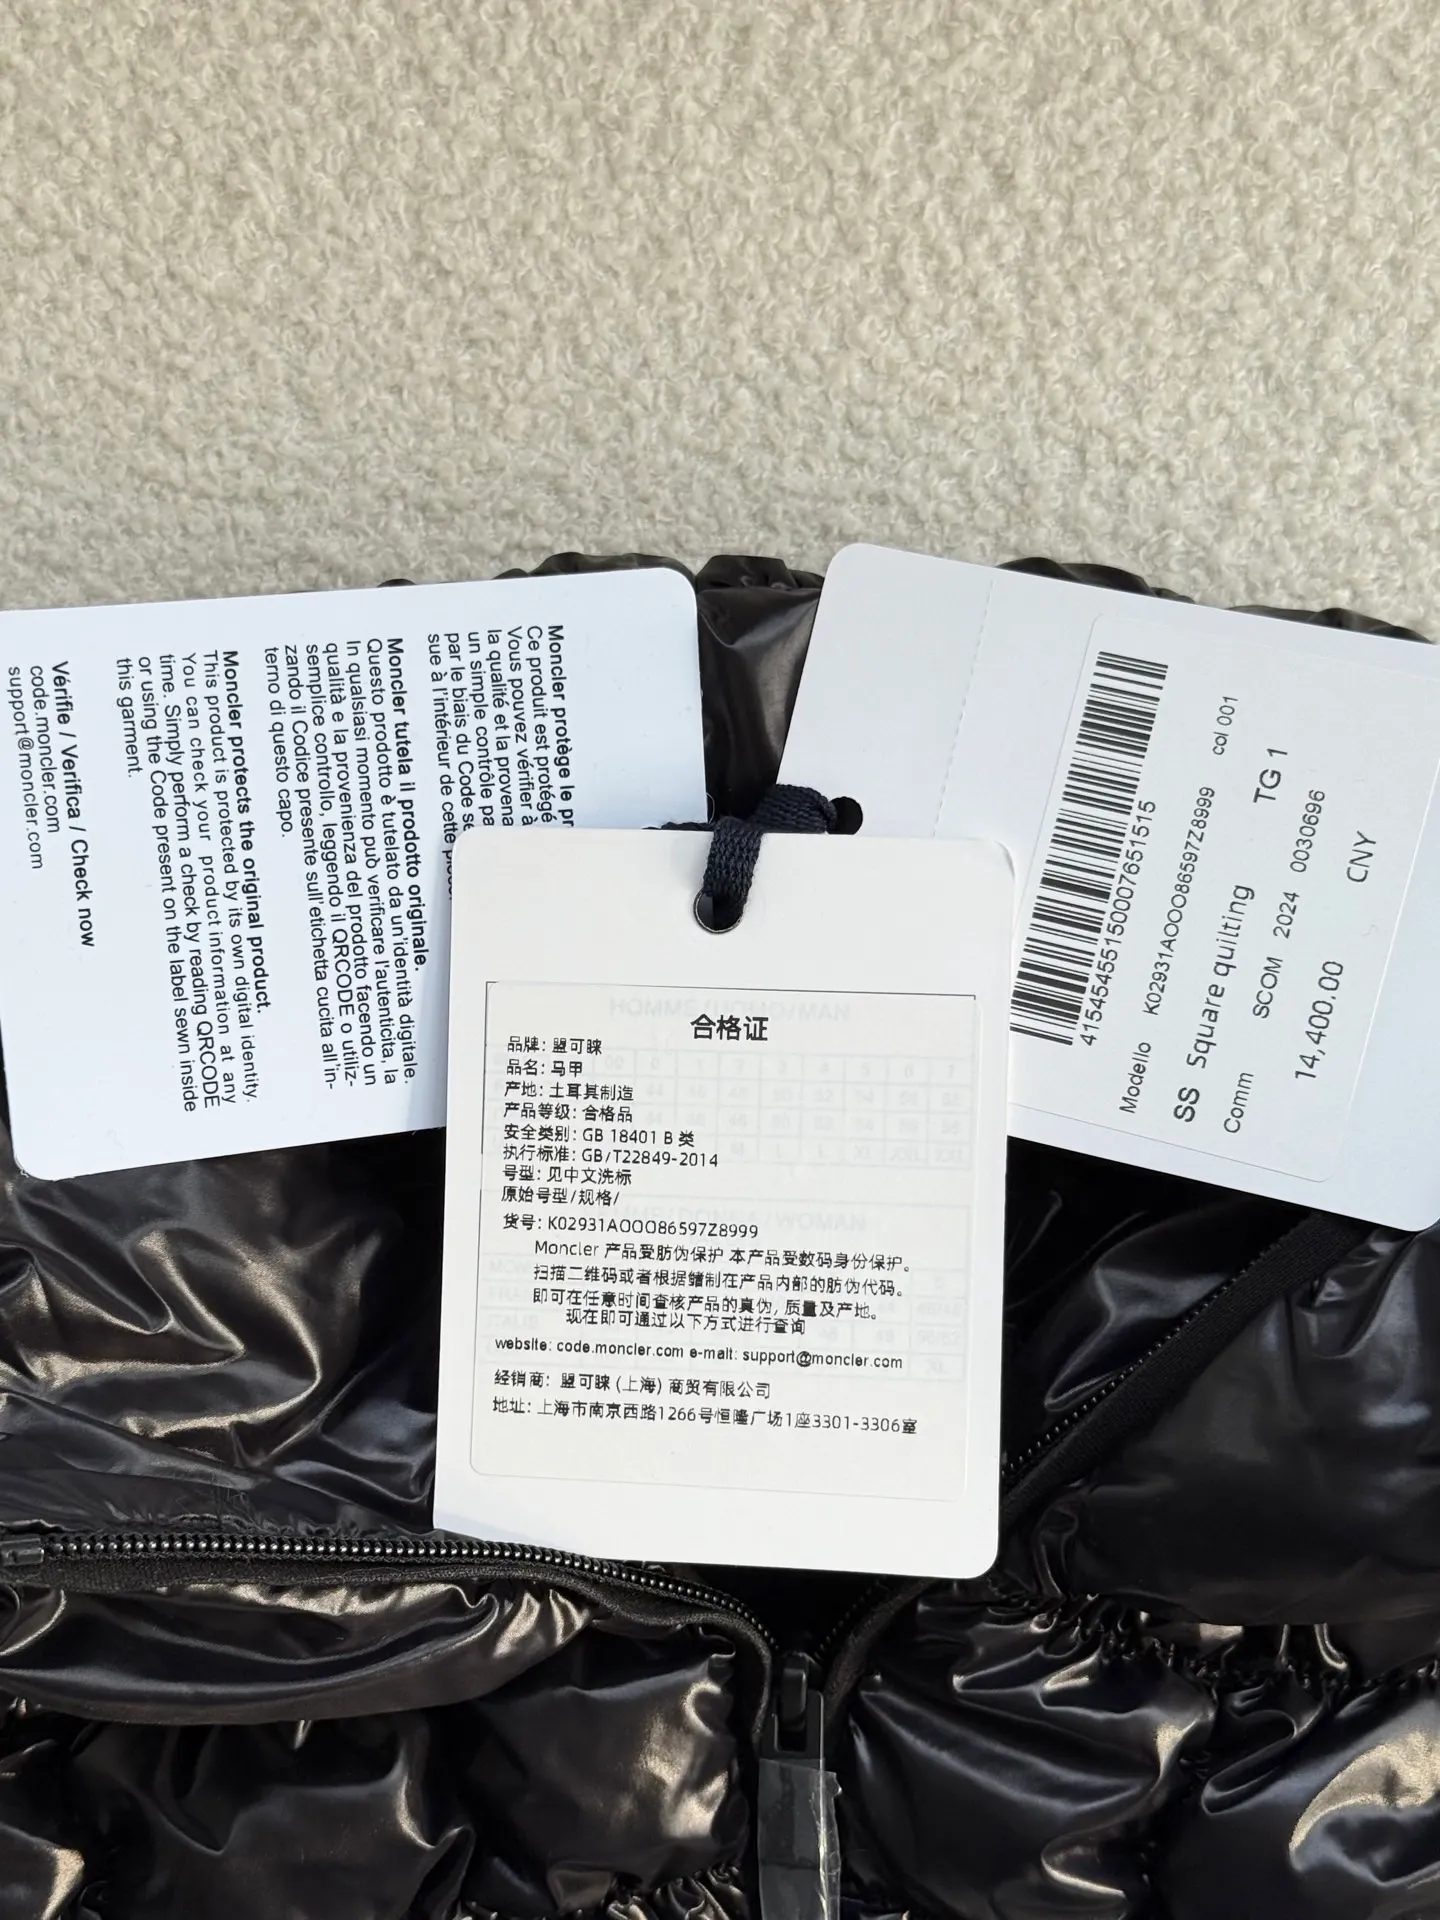 Moncler protège le pr
Ce produit est protégé
Vous pouvez vérifier à
la qualité et la provena
un simple contrôle pa
par le biais du Code se
sue à l'intérieur de cette
Moncler tutela il prodotto originale.
Questo prodotto è tutelato da un'identità digitale.
In qualsiasi momento può verificare l'autenticità, la
qualità e la provenienza del prodotto facendo un
semplice controllo, leggendo il QRCODE o utiliz-
zando il Codice presente sull'etichetta cucita all'in-
terno di questo capo.
Moncler protects the original product.
This product is protected by its own digital identity.
You can check your product information at any
time. Simply perform a check by reading QRCODE
or using the Code present on the label sewn inside
this garment.
Vérifie / Verifica / Check now
code.moncler.com
support@moncler.com
合格证
品牌: 盟可睐
品名: 马甲
产地: 土耳其制造
产品等级: 合格品
安全类别: GB 18401 B 类
执行标准: GB/T22849-2014
号型: 见中文洗标
原始号型/规格/
货号: K02931A00086597Z8999
Moncler 产品受肪伪保护 本产品受数码身份保护。
扫描二维码或者根据鳍制在产品内部的肪伪代码。
即可在任意时间查核产品的真伪, 质量及产地。
现在即可通过以下方式进行查询
website: code.moncler.com e-malt: support@moncler.com
经销商: 盟可睐 (上海) 商贸有限公司
地址: 上海市南京西路1266号恒隆广场1座3301-3306室
HOMME / UOMO / MAN
41545455150007651515
Modello K02931A00086597Z8999 col 001
SS Square quilting TG 1
Comm SCOM 2024 0030696
14,400.00 CNY